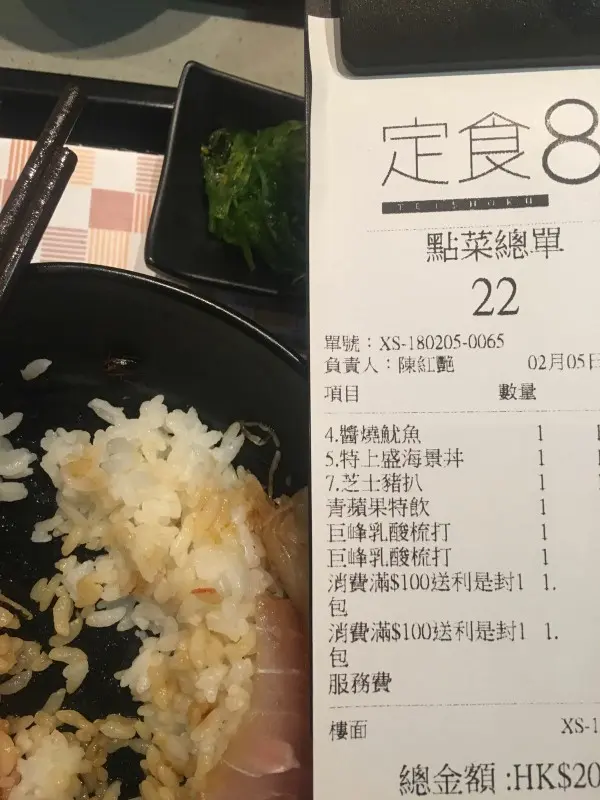 定食8
TEISHOKU
點菜總單
22
單號：XS-180205-0065
負責人：陳紅艷 02月05日
項目 數量
4.醬燒魷魚 1
5.特上盛海景丼 1
7.芝士豬扒 1
青蘋果特飲 1
巨峰乳酸梳打 1
巨峰乳酸梳打 1
消費滿$100送利是封1 1.
包
消費滿$100送利是封1 1.
包
服務費
樓面 XS-1
總金額:HK$20